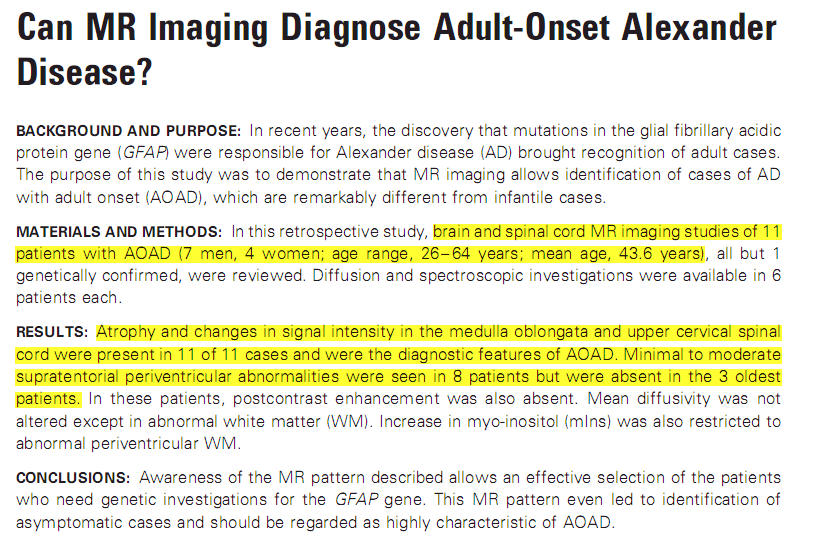 Can MR Imaging Diagnose Adult-Onset Alexander
Disease?
BACKGROUND AND PURPOSE: In recent years, the discovery that mutations in the glial fibrillary acidic
protein gene (GFAP) were responsible for Alexander disease (AD) brought recognition of adult cases.
The purpose of this study was to demonstrate that MR imaging allows identification of cases of AD
with adult onset (AOAD), which are remarkably different from infantile cases.
MATERIALS AND METHODS: In this retrospective study, brain and spinal cord MR imaging studies of 11
patients with AOAD (7 men, 4 women; age range, 26–64 years; mean age, 43.6 years), all but 1
genetically confirmed, were reviewed. Diffusion and spectroscopic investigations were available in 6
patients each.
RESULTS: Atrophy and changes in signal intensity in the medulla oblongata and upper cervical spinal
cord were present in 11 of 11 cases and were the diagnostic features of AOAD. Minimal to moderate
supratentorial periventricular abnormalities were seen in 8 patients but were absent in the 3 oldest
patients. In these patients, postcontrast enhancement was also absent. Mean diffusivity was not
altered except in abnormal white matter (WM). Increase in myo-inositol (mIns) was also restricted to
abnormal periventricular WM.
CONCLUSIONS: Awareness of the MR pattern described allows an effective selection of the patients
who need genetic investigations for the GFAP gene. This MR pattern even led to identification of
asymptomatic cases and should be regarded as highly characteristic of AOAD.